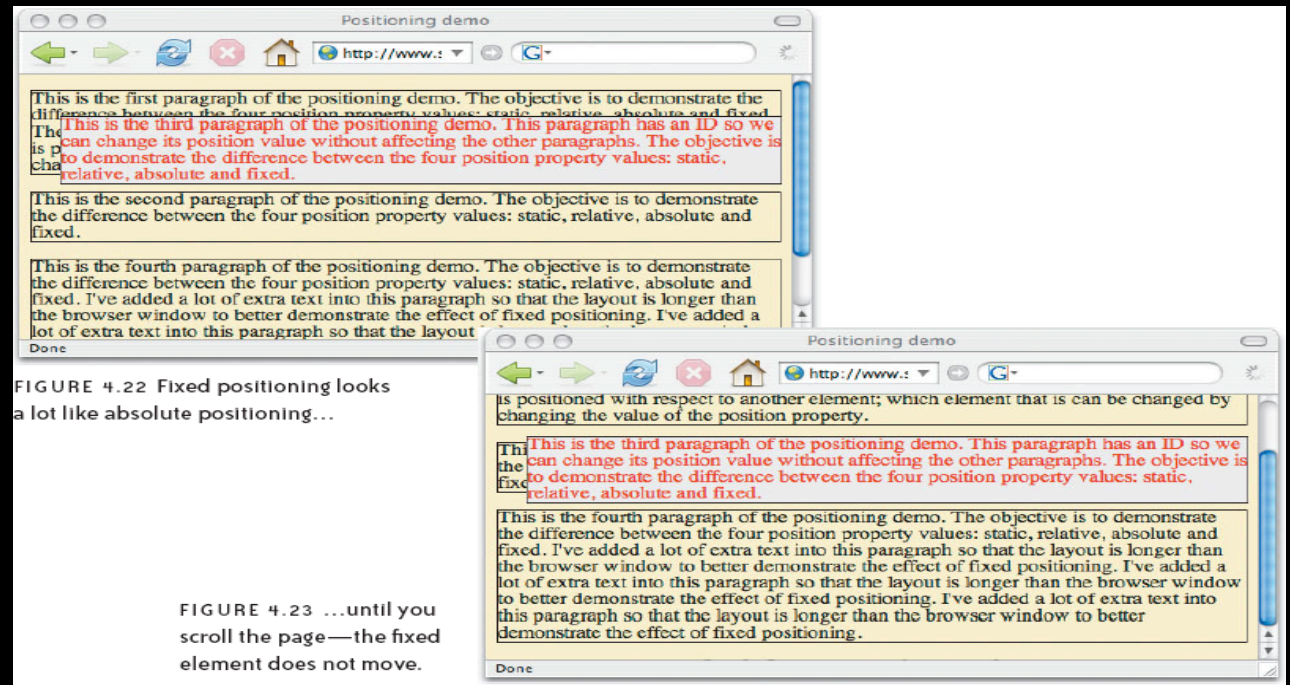 Positioning demo
http://www.:
G
This is the first paragraph of the positioning demo. The objective is to demonstrate the
difference between the four position property values: static, relative, absolute and fixed.
The
is p
cha
This is the third paragraph of the positioning demo. This paragraph has an ID so we
can change its position value without affecting the other paragraphs. The objective is
to demonstrate the difference between the four position property values: static,
relative, absolute and fixed.
This is the second paragraph of the positioning demo. The objective is to demonstrate
the difference between the four position property values: static, relative, absolute and
fixed.
This is the fourth paragraph of the positioning demo. The objective is to demonstrate
the difference between the four position property values: static, relative, absolute and
fixed. I've added a lot of extra text into this paragraph so that the layout is longer than
the browser window to better demonstrate the effect of fixed positioning. I've added a
lot of extra text into this paragraph so that the layout
Done
FIGURE 4.22 Fixed positioning looks
a lot like absolute positioning...
Positioning demo
http://www.:
G
is positioned with respect to another element; which element that is can be changed by
changing the value of the position property.
Thi
the
fixe
This is the third paragraph of the positioning demo. This paragraph has an ID so we
can change its position value without affecting the other paragraphs. The objective is
to demonstrate the difference between the four position property values: static,
relative, absolute and fixed.
This is the fourth paragraph of the positioning demo. The objective is to demonstrate
the difference between the four position property values: static, relative, absolute and
fixed. I've added a lot of extra text into this paragraph so that the layout is longer than
the browser window to better demonstrate the effect of fixed positioning. I've added a
lot of extra text into this paragraph so that the layout is longer than the browser window
to better demonstrate the effect of fixed positioning. I've added a lot of extra text into
this paragraph so that the layout is longer than the browser window to better
demonstrate the effect of fixed positioning.
Done
FIGURE 4.23 ...until you
scroll the page—the fixed
element does not move.